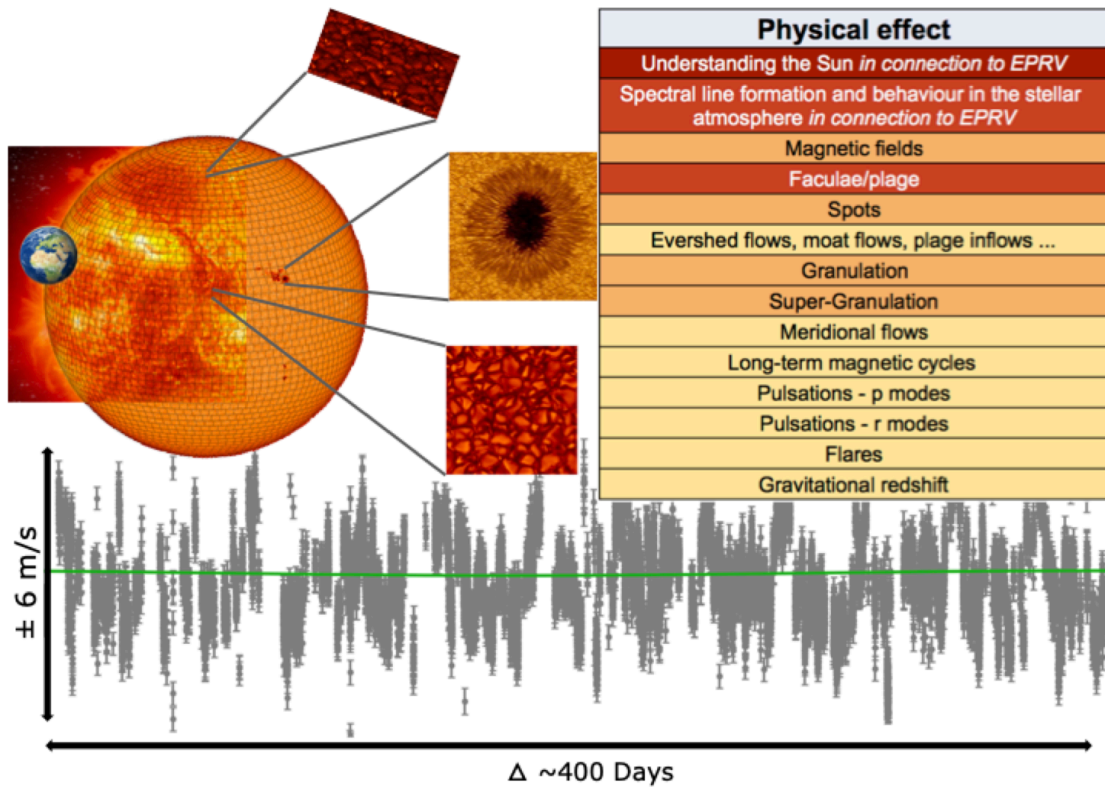 Physical effect
Understanding the Sun in connection to EPRV
Spectral line formation and behaviour in the stellar
atmosphere in connection to EPRV
Magnetic fields
Faculae/plage
Spots
Evershed flows, moat flows, plage inflows ...
Granulation
Super-Granulation
Meridional flows
Long-term magnetic cycles
Pulsations - p modes
Pulsations - r modes
Flares
Gravitational redshift
± 6 m/s
Δ ~400 Days